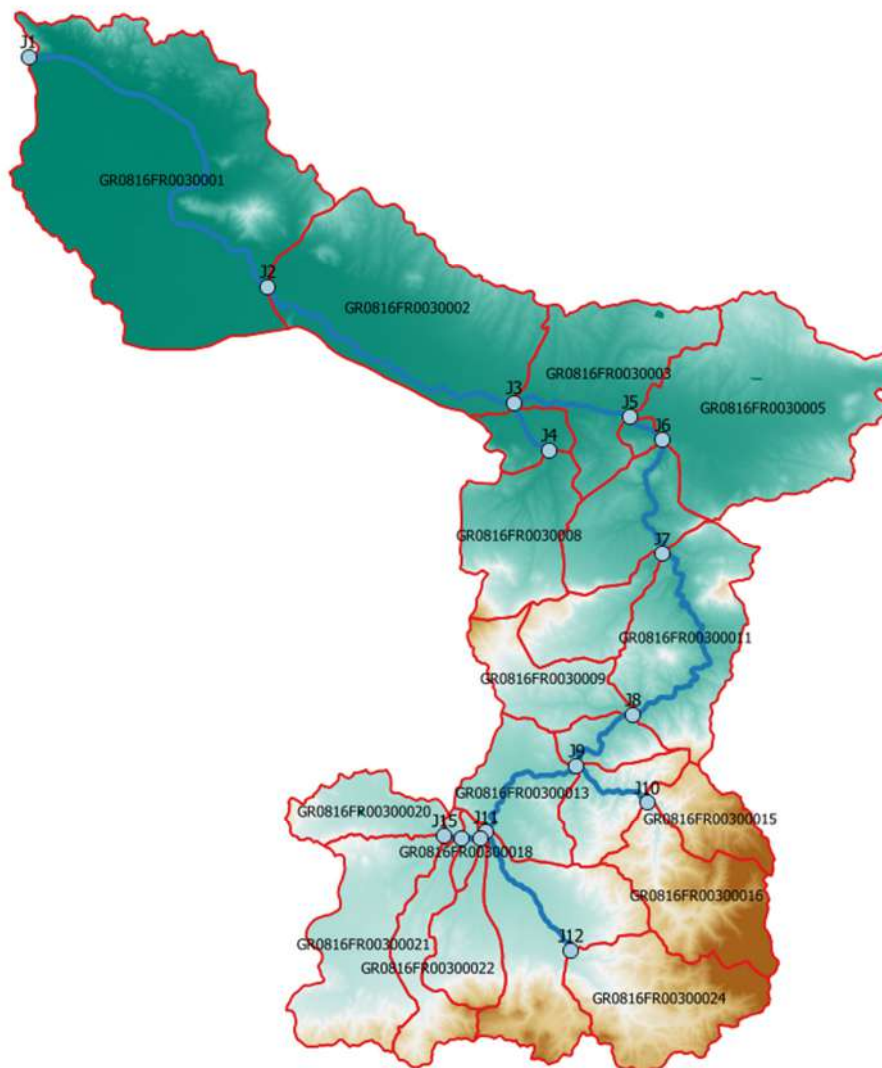 J1
GR0816FR0030001
J2
GR0816FR0030002
GR0816FR0030003
J3
J5
GR0816FR0030005
J4
J6
GR0816FR0030008
J7
GR0816FR00300011
GR0816FR0030009
J8
J9
GR0816FR00300013
J10
GR0816FR00300020
GR0816FR00300015
J15
J11
GR0816FR00300018
GR0816FR00300016
J12
GR0816FR00300021
GR0816FR00300022
GR0816FR00300024